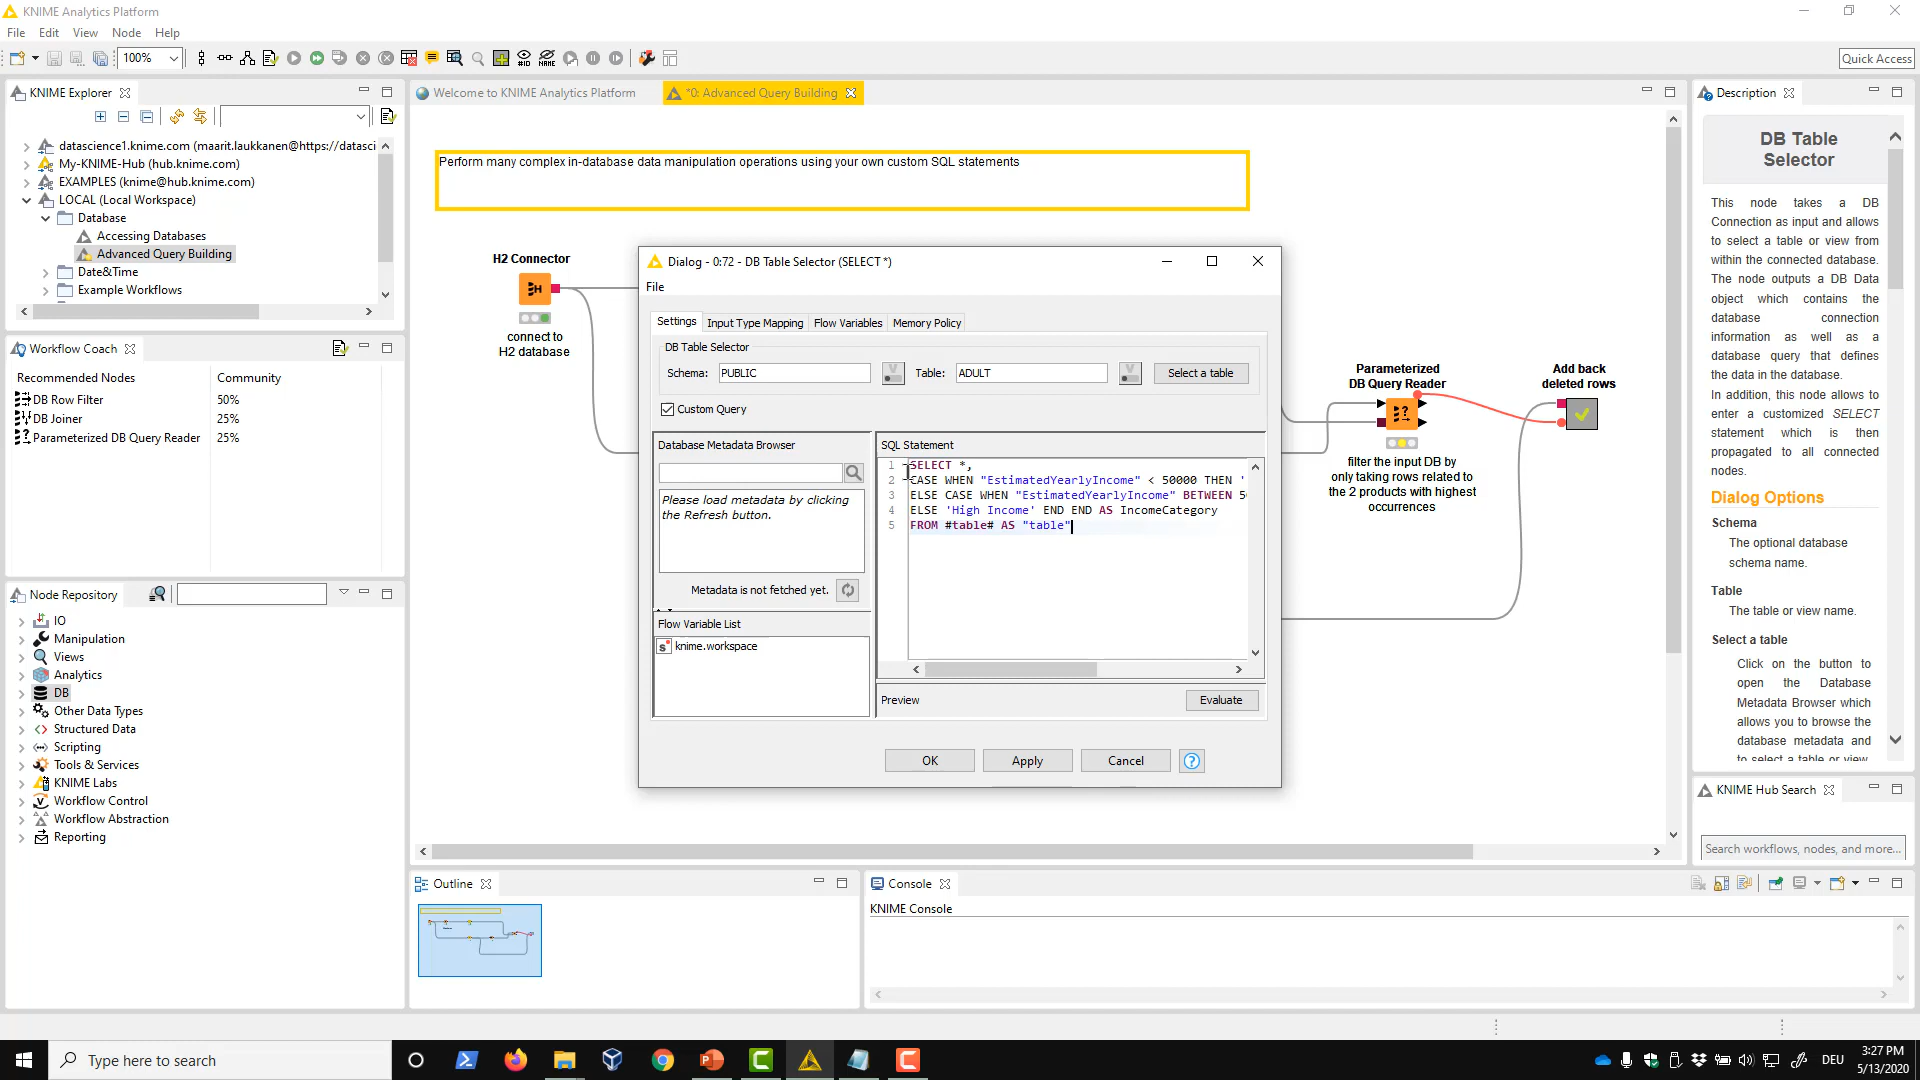 KNIME Analytics Platform
File Edit View Node Help
100%
Quick Access
KNIME Explorer
datascience1.knime.com (maarit.laukkanen@https://datasci
My-KNIME-Hub (hub.knime.com)
EXAMPLES (knime@hub.knime.com)
LOCAL (Local Workspace)
Database
Accessing Databases
Advanced Query Building
Date&Time
Example Workflows
Workflow Coach
Recommended Nodes Community
DB Row Filter 50%
DB Joiner 25%
Parameterized DB Query Reader 25%
Node Repository
IO
Manipulation
Views
Analytics
DB
Other Data Types
Structured Data
Scripting
Tools & Services
KNIME Labs
Workflow Control
Workflow Abstraction
Reporting
Welcome to KNIME Analytics Platform
*0: Advanced Query Building
Perform many complex in-database data manipulation operations using your own custom SQL statements
H2 Connector
connect to
H2 database
Dialog - 0:72 - DB Table Selector (SELECT *)
File
Settings Input Type Mapping Flow Variables Memory Policy
DB Table Selector
Schema: PUBLIC Table: ADULT Select a table
Custom Query
Database Metadata Browser
Please load metadata by clicking
the Refresh button.
Metadata is not fetched yet.
Flow Variable List
knime.workspace
SQL Statement
1 SELECT *,
2 CASE WHEN "EstimatedYearlyIncome" < 50000 THEN '
3 ELSE CASE WHEN "EstimatedYearlyIncome" BETWEEN 50
4 ELSE 'High Income' END END AS IncomeCategory
5 FROM #table# AS "table"
Preview Evaluate
OK Apply Cancel
Parameterized
DB Query Reader
filter the input DB by
only taking rows related to
the 2 products with highest
occurrences
Add back
deleted rows
Description
DB Table
Selector
This node takes a DB
Connection as input and allows
to select a table or view from
within the connected database.
The node outputs a DB Data
object which contains the
database connection
information as well as a
database query that defines
the data in the database.
In addition, this node allows to
enter a customized SELECT
statement which is then
propagated to all connected
nodes.
Dialog Options
Schema
The optional database
schema name.
Table
The table or view name.
Select a table
Click on the button to
open the Database
Metadata Browser which
allows you to browse the
database metadata and
to select a table or view.
KNIME Hub Search
Search workflows, nodes, and more...
Outline
Console
KNIME Console
Type here to search
DEU
3:27 PM
5/13/2020